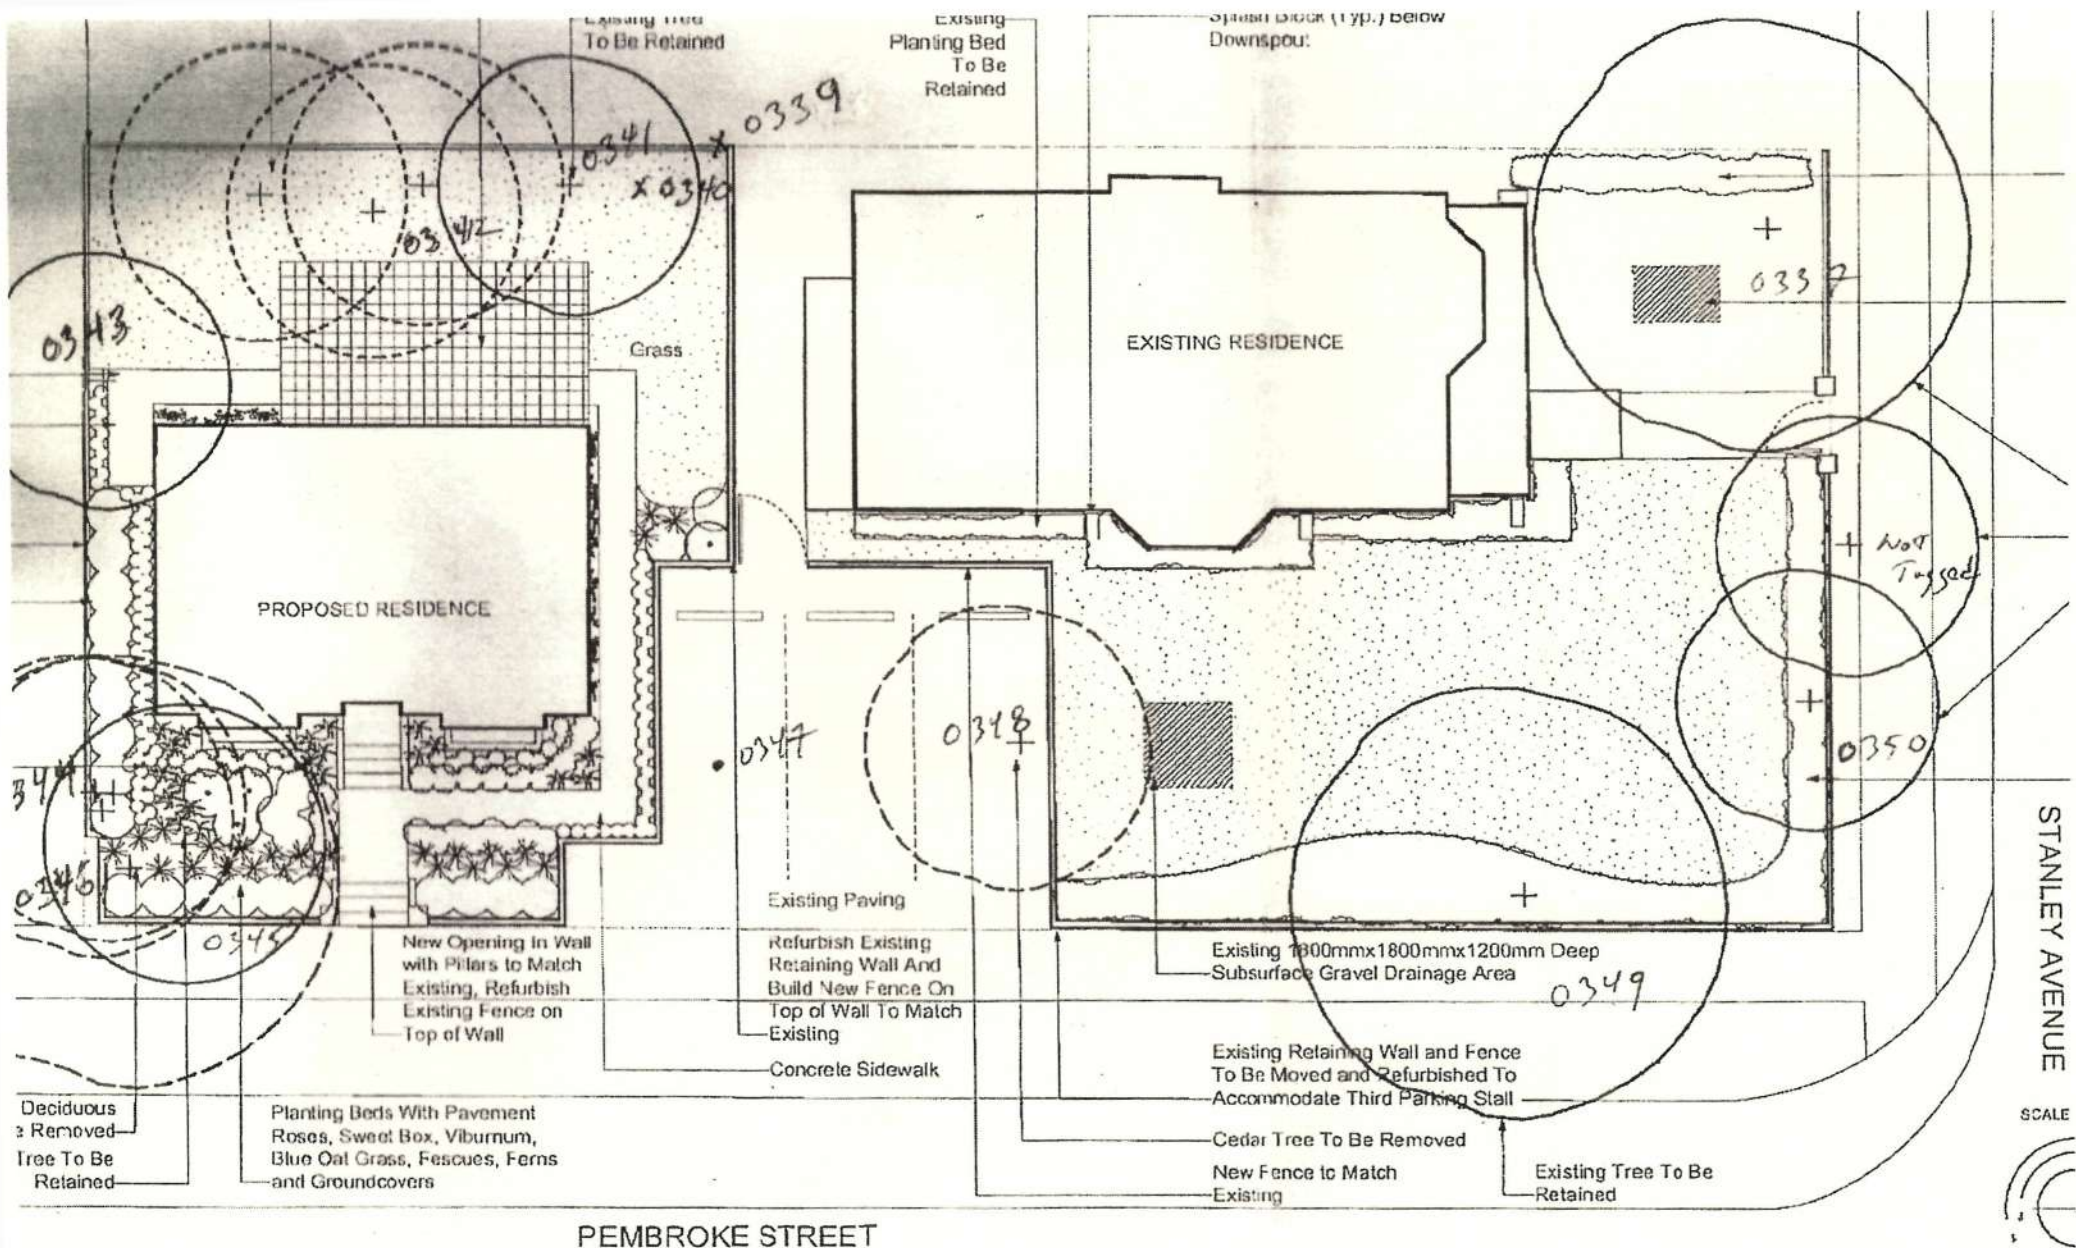 Existing Tree
To Be Retained
Existing
Planting Bed
To Be
Retained
Splash Block (Typ.) Below
Downspout
0339
0341
x 0340
0342
0343
0337
Grass
EXISTING RESIDENCE
PROPOSED RESIDENCE
Not
Tagged
0347
0348
0350
0346
0345
0349
Existing Paving
New Opening In Wall
with Pillars to Match
Existing, Refurbish
Existing Fence on
Top of Wall
Refurbish Existing
Retaining Wall And
Build New Fence On
Top of Wall To Match
Existing
Concrete Sidewalk
Existing 1800mmx1800mmx1200mm Deep
Subsurface Gravel Drainage Area
Existing Retaining Wall and Fence
To Be Moved and Refurbished To
Accommodate Third Parking Stall
Cedar Tree To Be Removed
New Fence to Match
Existing
Existing Tree To Be
Retained
Deciduous
e Removed
Tree To Be
Retained
Planting Beds With Pavement
Roses, Sweet Box, Viburnum,
Blue Oat Grass, Fescues, Ferns
and Groundcovers
STANLEY AVENUE
SCALE
PEMBROKE STREET